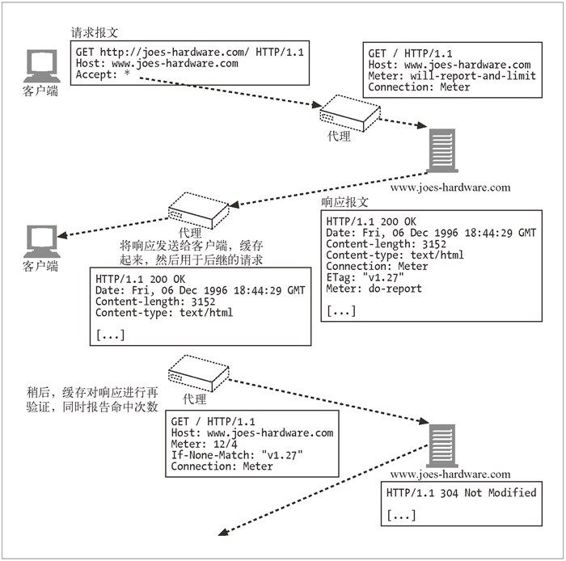 请求报文
GET http://joes-hardware.com/ HTTP/1.1
Host: www.joes-hardware.com
Accept: *
客户端
GET / HTTP/1.1
Host: www.joes-hardware.com
Meter: will-report-and-limit
Connection: Meter
代理
www.joes-hardware.com
客户端
代理
将响应发送给客户端，缓存
起来，然后用于后继的请求
HTTP/1.1 200 OK
Date: Fri, 06 Dec 1996 18:44:29 GMT
Content-length: 3152
Content-type: text/html
[...]
响应报文
HTTP/1.1 200 OK
Date: Fri, 06 Dec 1996 18:44:29 GMT
Content-length: 3152
Content-type: text/html
Connection: Meter
ETag: "v1.27"
Meter: do-report
[...]
稍后，缓存对响应进行再
验证，同时报告命中次数
代理
GET / HTTP/1.1
Host: www.joes-hardware.com
Meter: 12/4
If-None-Match: "v1.27"
Connection: Meter
www.joes-hardware.com
HTTP/1.1 304 Not Modified
[...]